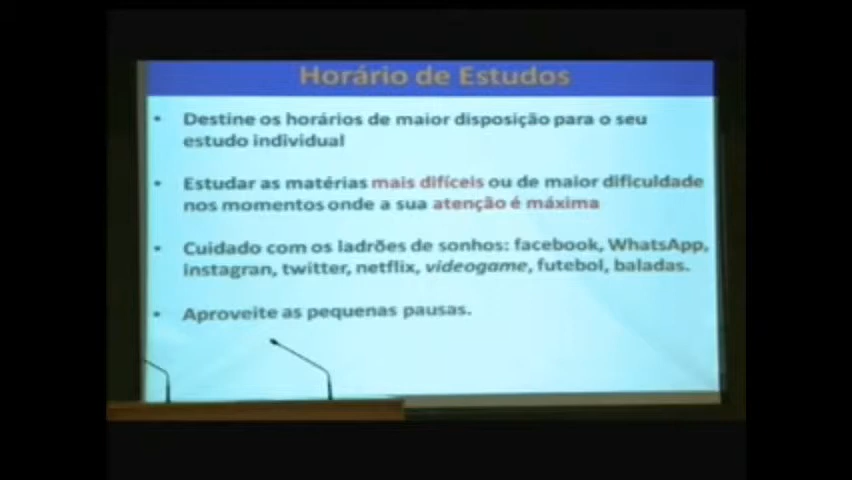 Horário de Estudos
• Destine os horários de maior disposição para o seu
estudo individual
• Estudar as matérias mais difíceis ou de maior dificuldade
nos momentos onde a sua atenção é máxima
• Cuidado com os ladrões de sonhos: facebook, WhatsApp,
instagran, twitter, netflix, videogame, futebol, baladas.
• Aproveite as pequenas pausas.